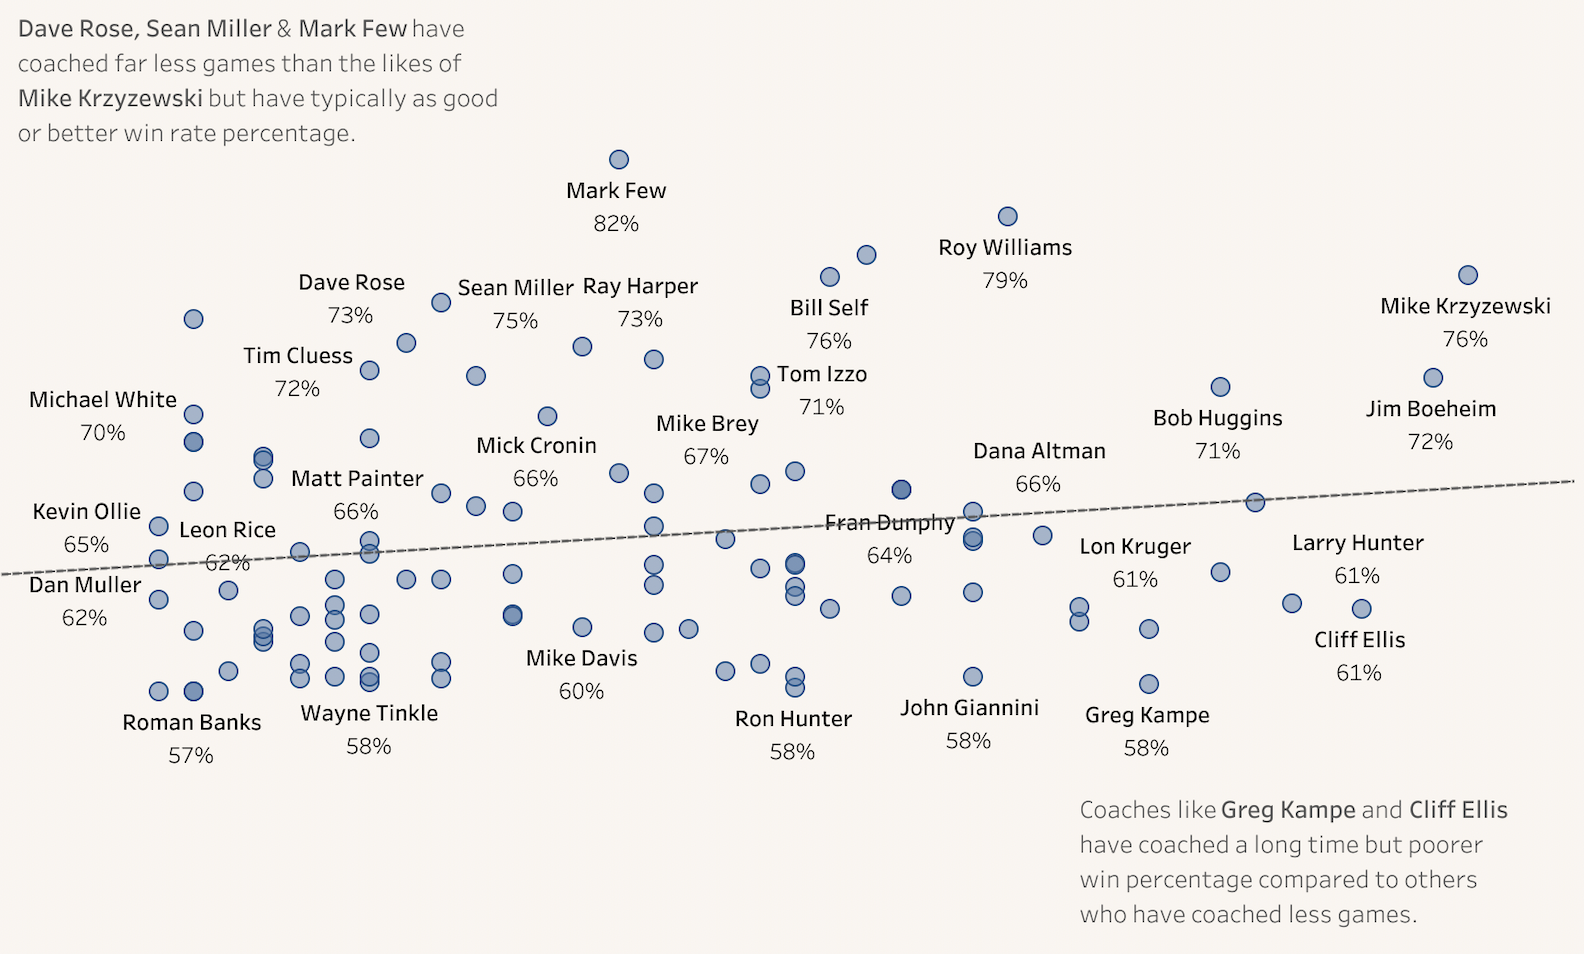 Dave Rose, Sean Miller & Mark Few have
coached far less games than the likes of
Mike Krzyzewski but have typically as good
or better win rate percentage.
Mark Few
82%
Roy Williams
79%
Dave Rose
73%
Sean Miller
75%
Ray Harper
73%
Bill Self
76%
Mike Krzyzewski
76%
Tim Cluess
72%
Tom Izzo
71%
Michael White
70%
Bob Huggins
71%
Jim Boeheim
72%
Mick Cronin
66%
Mike Brey
67%
Dana Altman
66%
Matt Painter
66%
Kevin Ollie
65%
Leon Rice
62%
Fran Dunphy
64%
Lon Kruger
61%
Larry Hunter
61%
Dan Muller
62%
Cliff Ellis
61%
Mike Davis
60%
Roman Banks
57%
Wayne Tinkle
58%
Ron Hunter
58%
John Giannini
58%
Greg Kampe
58%
Coaches like Greg Kampe and Cliff Ellis
have coached a long time but poorer
win percentage compared to others
who have coached less games.